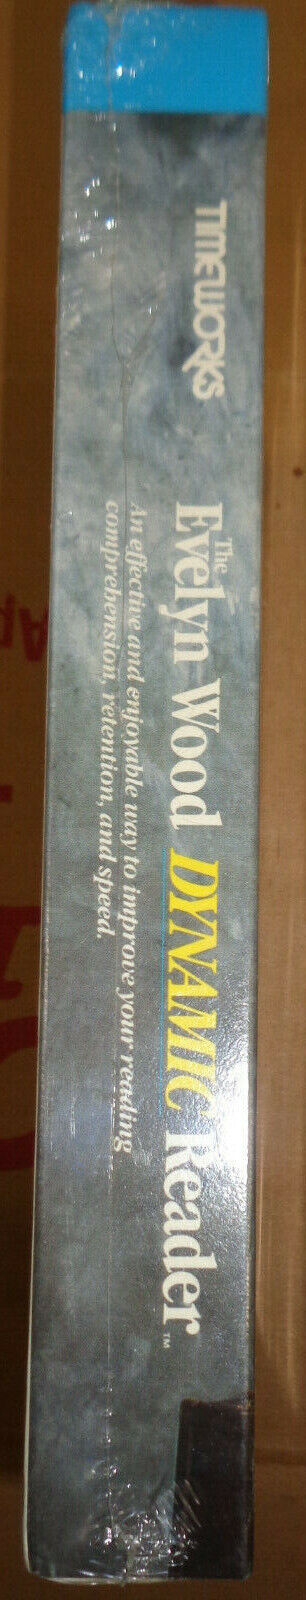 TIMEWORKS
The
Evelyn Wood DYNAMIC Reader™
An effective and enjoyable way to improve your reading
comprehension, retention, and speed.